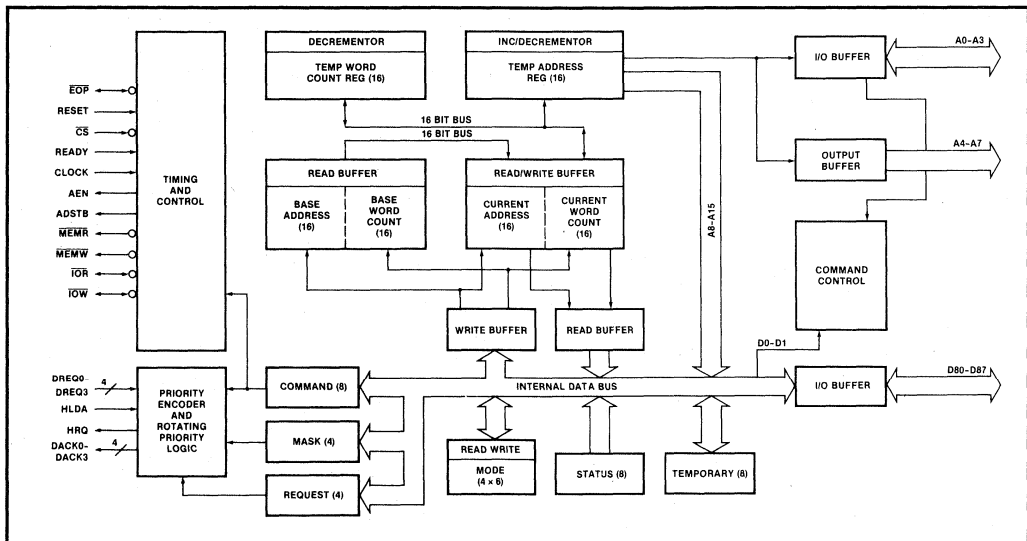 DECREMENTOR
TEMP WORD
COUNT REG (16)
INC/DECREMENTOR
TEMP ADDRESS
REG (16)
I/O BUFFER
A0–A3
EOP
RESET
CS
READY
CLOCK
AEN
ADSTB
MEMR
MEMW
IOR
IOW
TIMING
AND
CONTROL
16 BIT BUS
16 BIT BUS
OUTPUT
BUFFER
A4–A7
READ BUFFER
BASE
ADDRESS
(16)
BASE
WORD
COUNT
(16)
READ/WRITE BUFFER
CURRENT
ADDRESS
(16)
CURRENT
WORD
COUNT
(16)
A8–A15
COMMAND
CONTROL
WRITE BUFFER
READ BUFFER
D0–D1
DREQ0–
DREQ3
4
HLDA
HRQ
DACK0–
DACK3
4
PRIORITY
ENCODER
AND
ROTATING
PRIORITY
LOGIC
COMMAND (8)
MASK (4)
REQUEST (4)
INTERNAL DATA BUS
I/O BUFFER
D80–D87
READ WRITE
MODE
(4 × 6)
STATUS (8)
TEMPORARY (8)